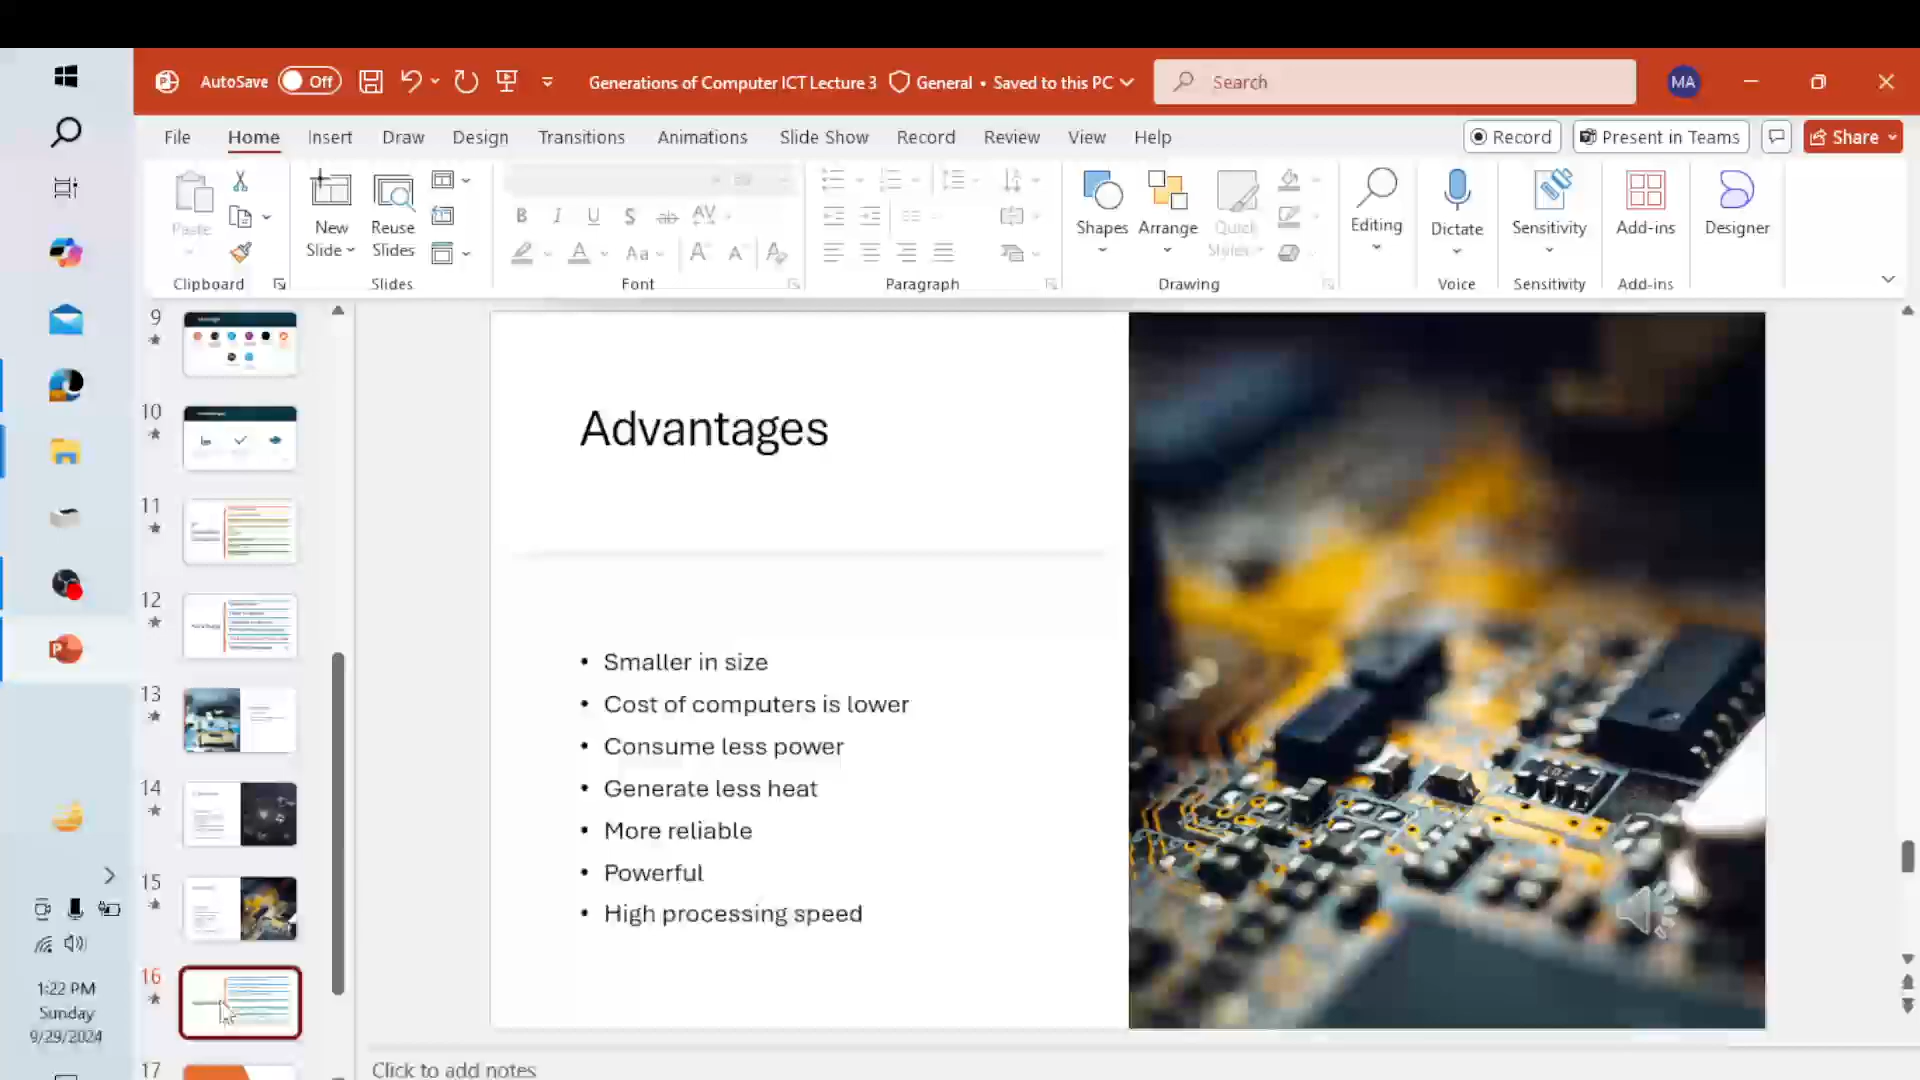 AutoSave Off Generations of Computer ICT Lecture 3 General • Saved to this PC Search MA
File Home Insert Draw Design Transitions Animations Slide Show Record Review View Help Record Present in Teams Share
Paste
Clipboard
New Slide
Reuse Slides
Slides
B I U S ab AV
A Aa A A A
Font
Paragraph
Shapes
Arrange
Quick Styles
Drawing
Editing
Dictate
Voice
Sensitivity
Sensitivity
Add-ins
Add-ins
Designer
9
10
11
12
13
14
15
16
17
Advantages
• Smaller in size
• Cost of computers is lower
• Consume less power
• Generate less heat
• More reliable
• Powerful
• High processing speed
Click to add notes
1:22 PM
Sunday
9/29/2024